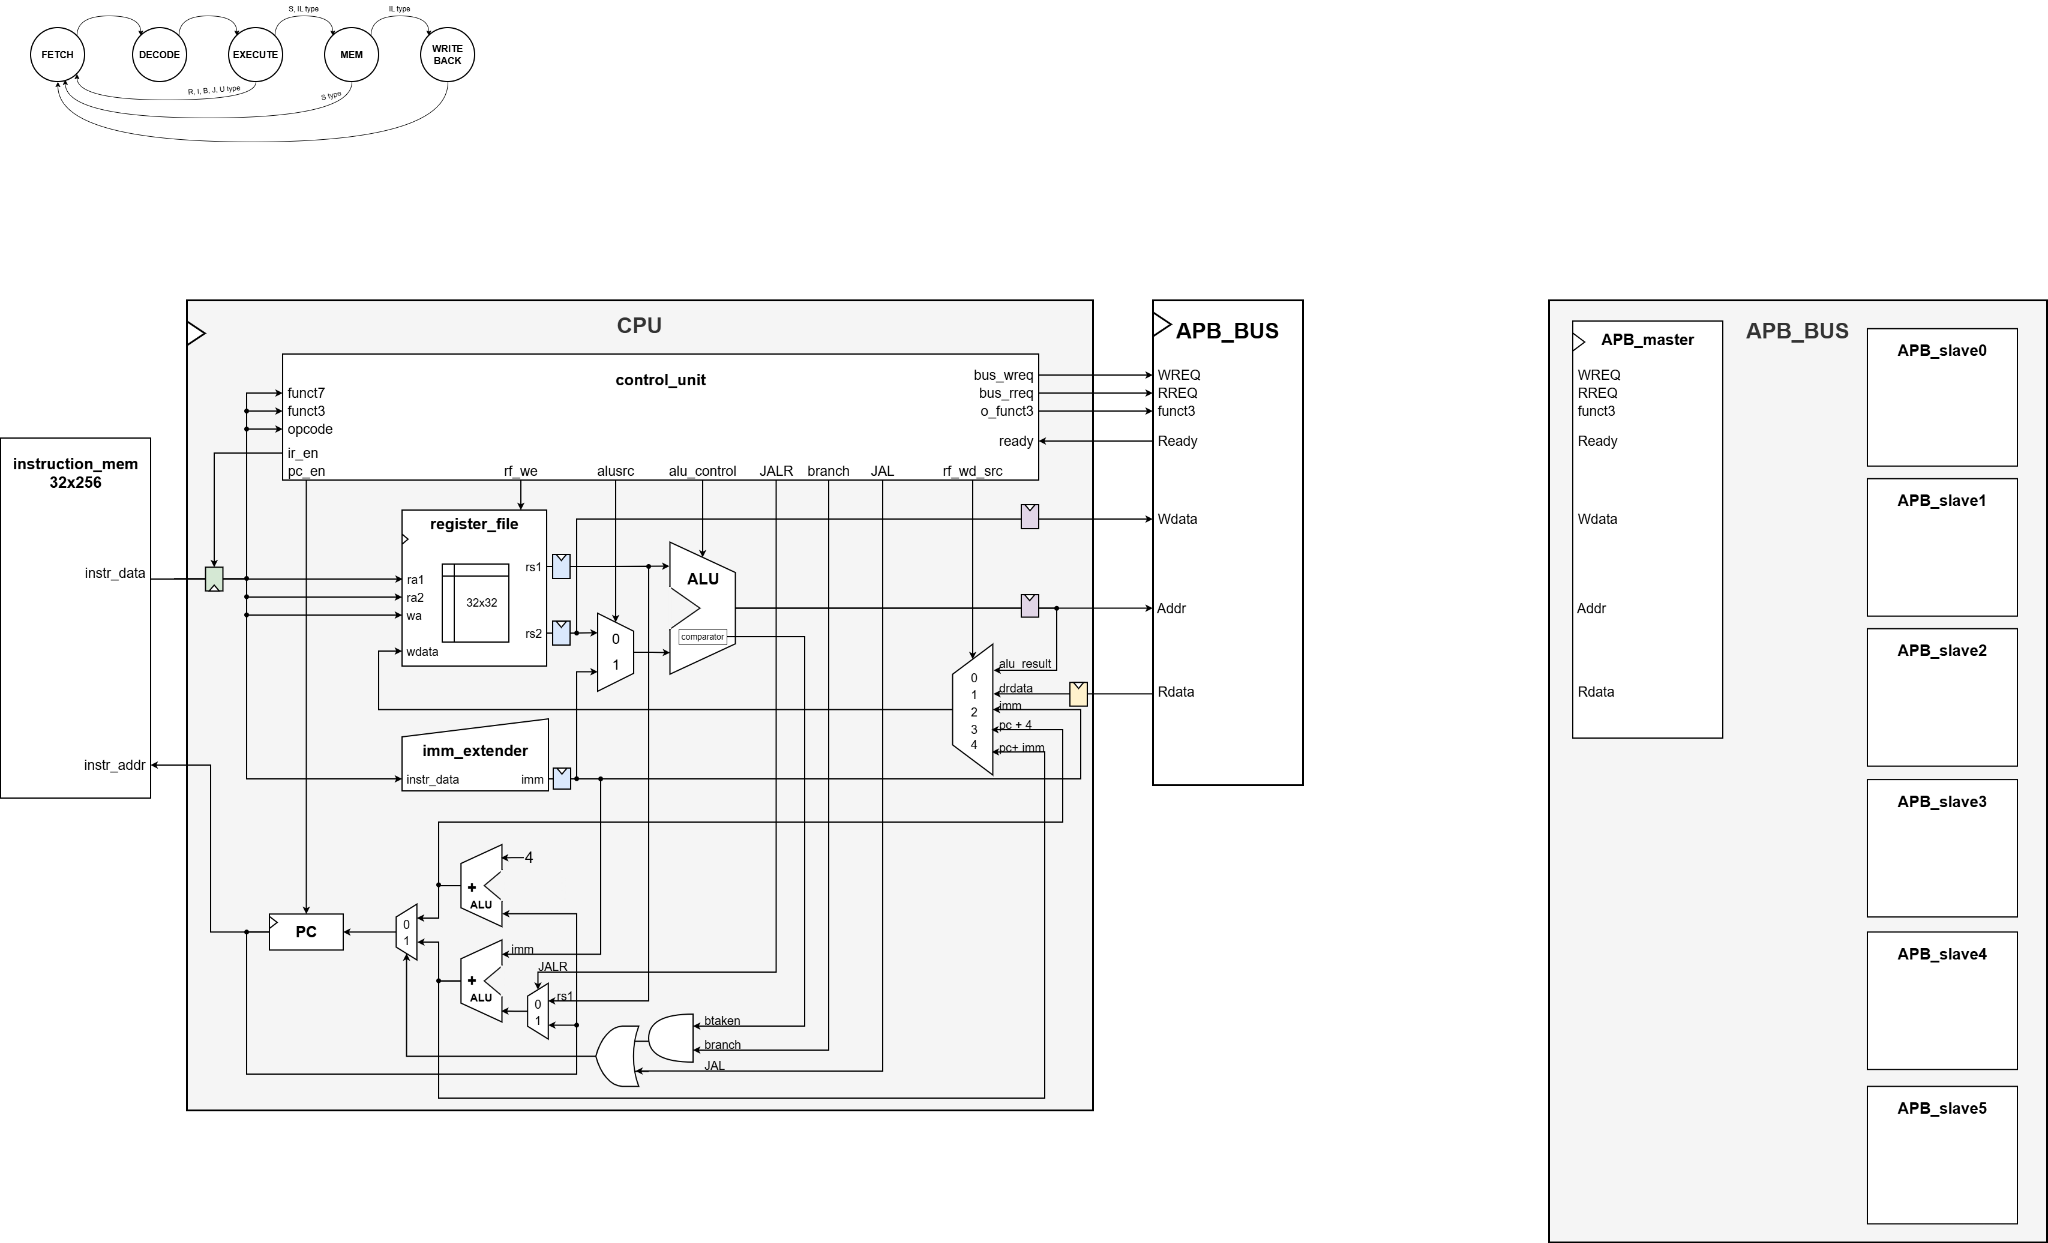 S, IL type
IL type
FETCH
DECODE
EXECUTE
MEM
WRITE
BACK
R, I, B, J, U type
S type
CPU
control_unit
funct7
funct3
opcode
ir_en
pc_en
rf_we
alusrc
alu_control
JALR
branch
JAL
rf_wd_src
bus_wreq
bus_rreq
o_funct3
ready
instruction_mem
32x256
instr_data
instr_addr
register_file
32x32
ra1
ra2
wa
wdata
rs1
rs2
0
1
ALU
comparator
imm_extender
instr_data
imm
0
1
2
3
4
alu_result
drdata
imm
pc + 4
pc+ imm
4
+
ALU
PC
0
1
imm
+
ALU
JALR
rs1
0
1
btaken
branch
JAL
APB_BUS
WREQ
RREQ
funct3
Ready
Wdata
Addr
Rdata
APB_BUS
APB_master
WREQ
RREQ
funct3
Ready
Wdata
Addr
Rdata
APB_slave0
APB_slave1
APB_slave2
APB_slave3
APB_slave4
APB_slave5